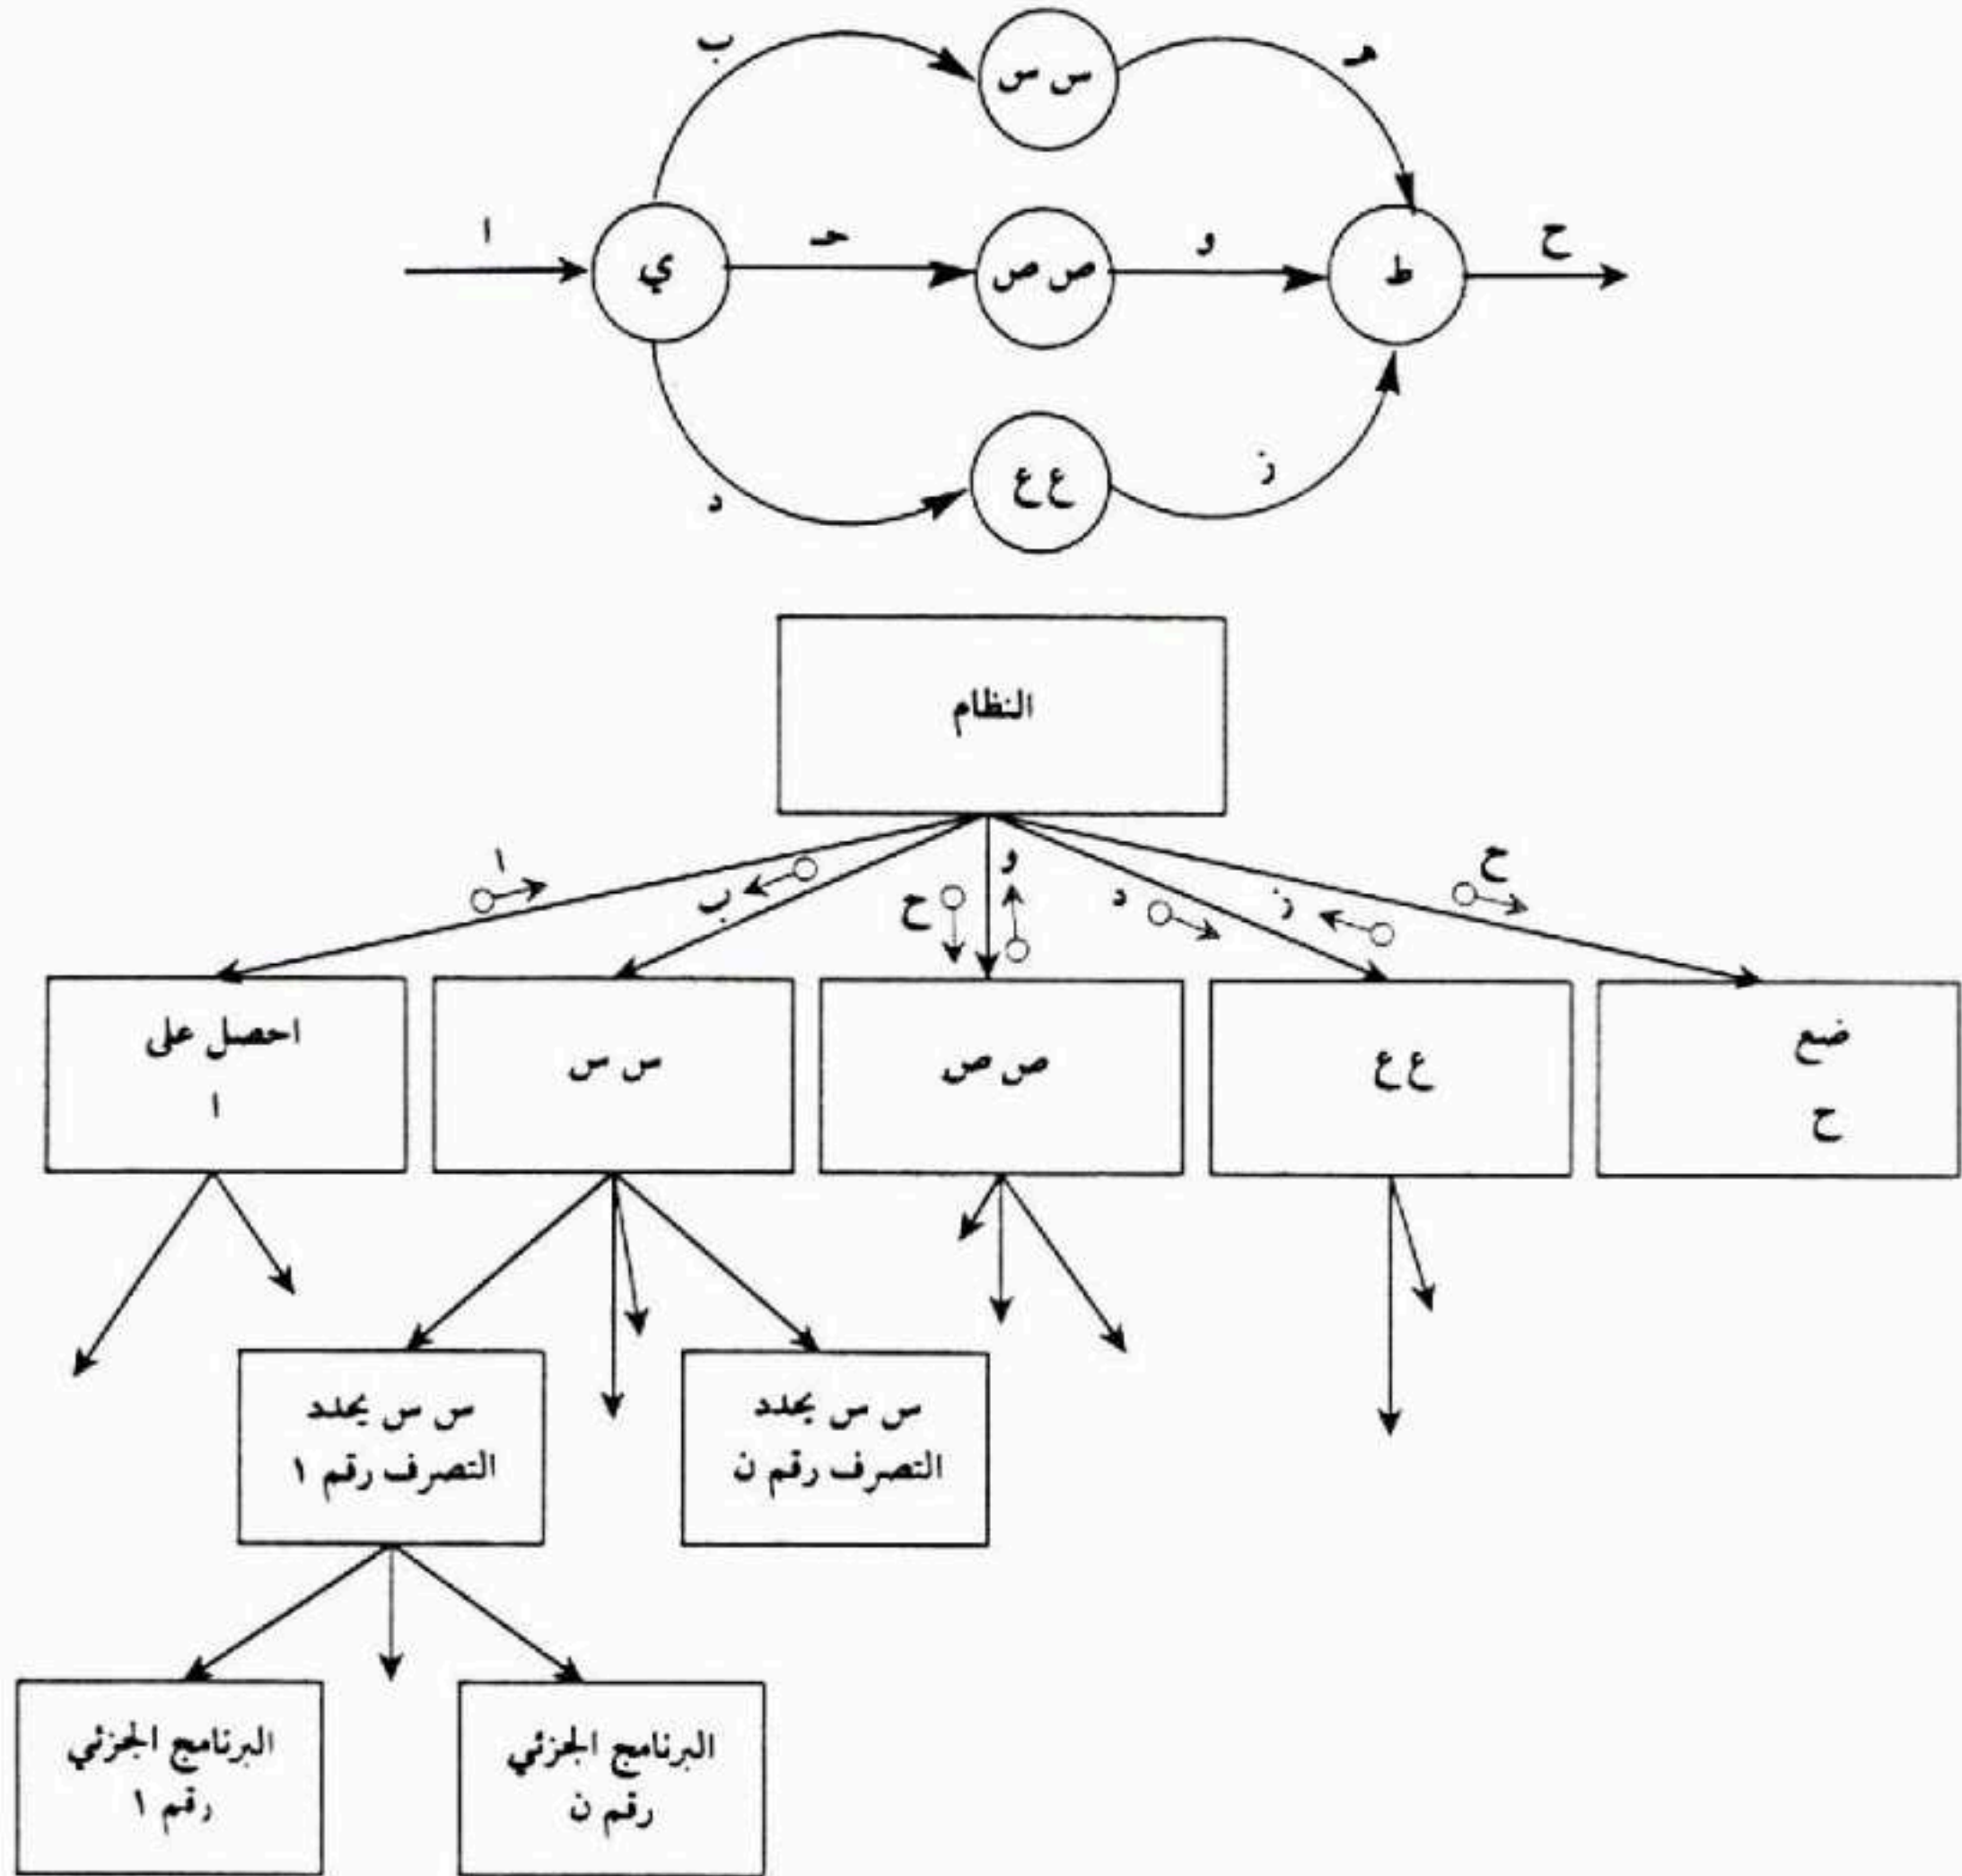 ب
س س
هـ
ا
ي
حـ
ص ص
و
ط
ح
د
ع ع
ز
النظام
ا
ب
ح
و
د
ز
ح
احصل على
ا
س س
ص ص
ع ع
ضع
ح
س س يحدد
التصرف رقم ١
س س يحدد
التصرف رقم ن
البرنامج الجزئي
رقم ١
البرنامج الجزئي
رقم ن